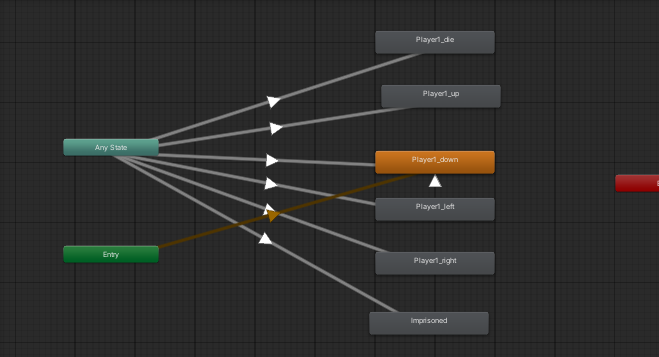 Player1_die
Player1_up
Any State
Player1_down
Player1_left
Entry
Player1_right
Imprisoned